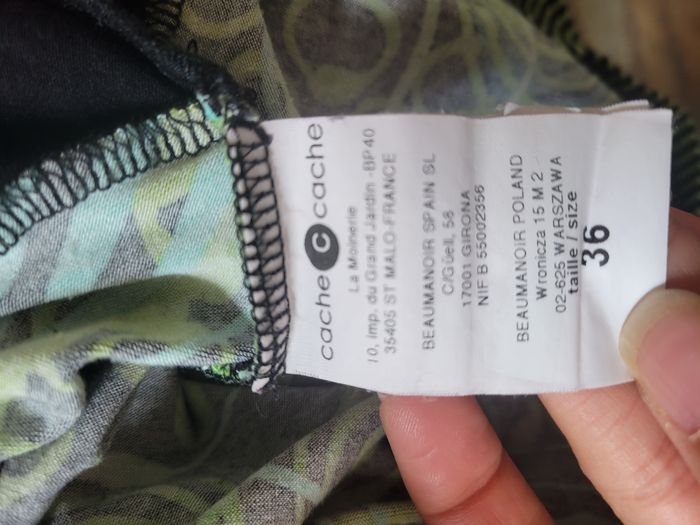 cache C cache
La Moinerie
10, Imp. du Grand Jardin -BP40
35405 ST MALO-FRANCE
BEAUMANOIR SPAIN SL
C/Güell, 58
17001 GIRONA
NIF B 55002356
BEAUMANOIR POLAND
Wronicza 15 M 2
02-625 WARSZAWA
taille / size
36